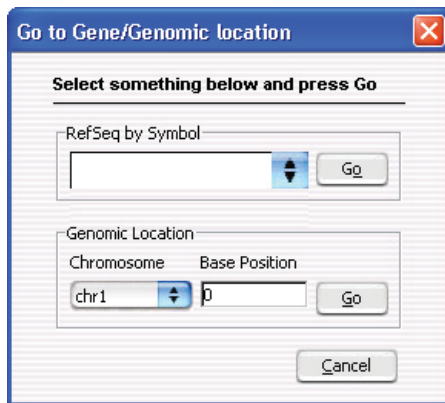 Go to Gene/Genomic location
Select something below and press Go
RefSeq by Symbol
Go
Genomic Location
Chromosome Base Position
chr1 0 Go
Cancel